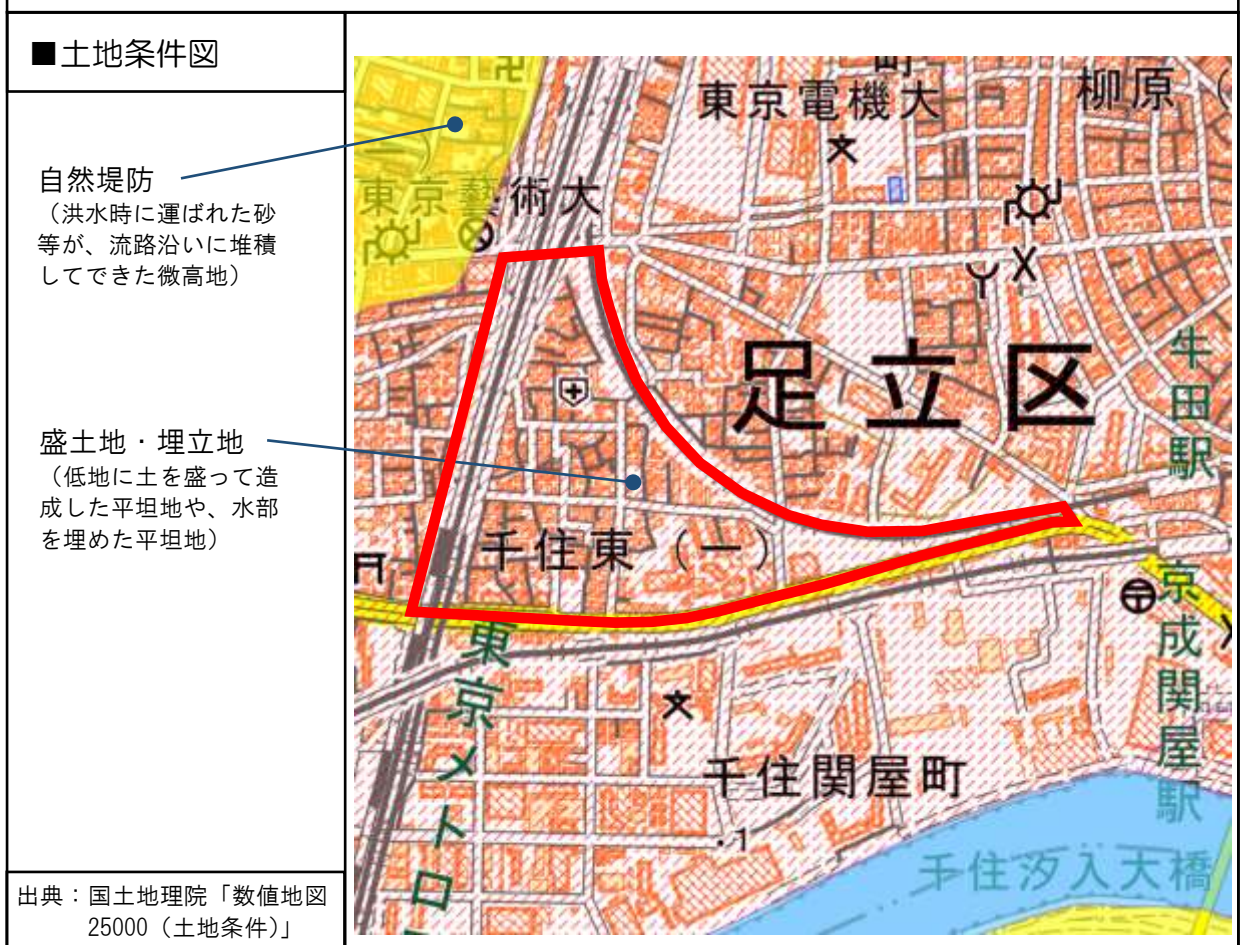 ■土地条件図
自然堤防
（洪水時に運ばれた砂
等が、流路沿いに堆積
してできた微高地）
盛土地・埋立地
（低地に土を盛って造
成した平坦地や、水部
を埋めた平坦地）
出典：国土地理院「数値地図
25000（土地条件）」
町
東京電機大
柳原（
東京藝術大
足立区
牛田駅
千住東（一）
京成関屋駅
東京メトロ
千住関屋町
・1
千住汐入大橋